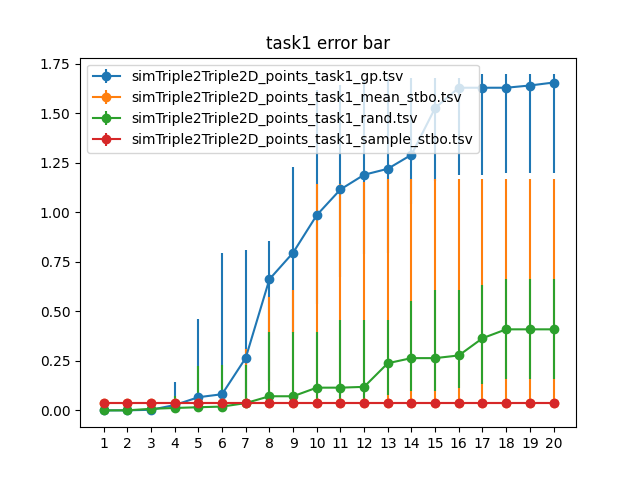 task1 error bar
simTriple2Triple2D_points_task1_gp.tsv
simTriple2Triple2D_points_task1_mean_stbo.tsv
simTriple2Triple2D_points_task1_rand.tsv
simTriple2Triple2D_points_task1_sample_stbo.tsv
1.75
1.50
1.25
1.00
0.75
0.50
0.25
0.00
1 2 3 4 5 6 7 8 9 10 11 12 13 14 15 16 17 18 19 20